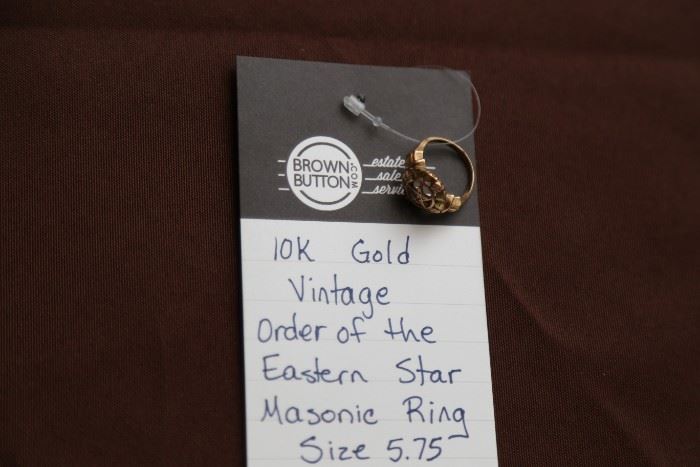 BROWN
BUTTON
.COM
estate
sale
servi
10K Gold
Vintage
Order of the
Eastern Star
Masonic Ring
Size 5.75